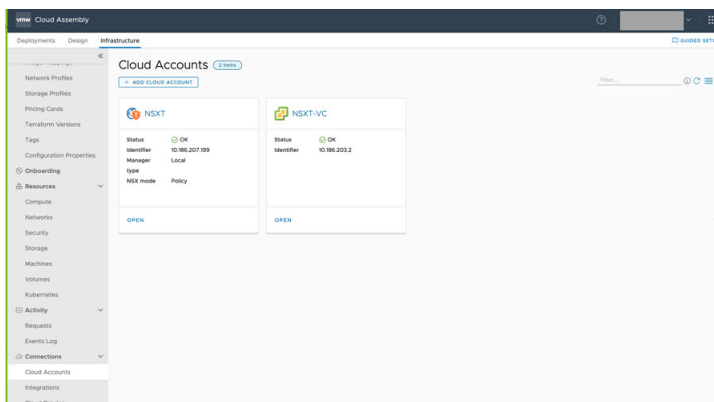 vmw Cloud Assembly
Deployments Design Infrastructure
GUIDED SET
Network Profiles
Storage Profiles
Pricing Cards
Terraform Versions
Tags
Configuration Properties
Onboarding
Resources
Compute
Networks
Security
Storage
Machines
Volumes
Kubernetes
Activity
Requests
Events Log
Connections
Cloud Accounts
Integrations
Cloud Accounts 2 items
+ ADD CLOUD ACCOUNT
Filter...
NSXT
Status OK
Identifier 10.186.207.199
Manager Local
type
NSX mode Policy
OPEN
NSXT-VC
Status OK
Identifier 10.186.203.2
OPEN